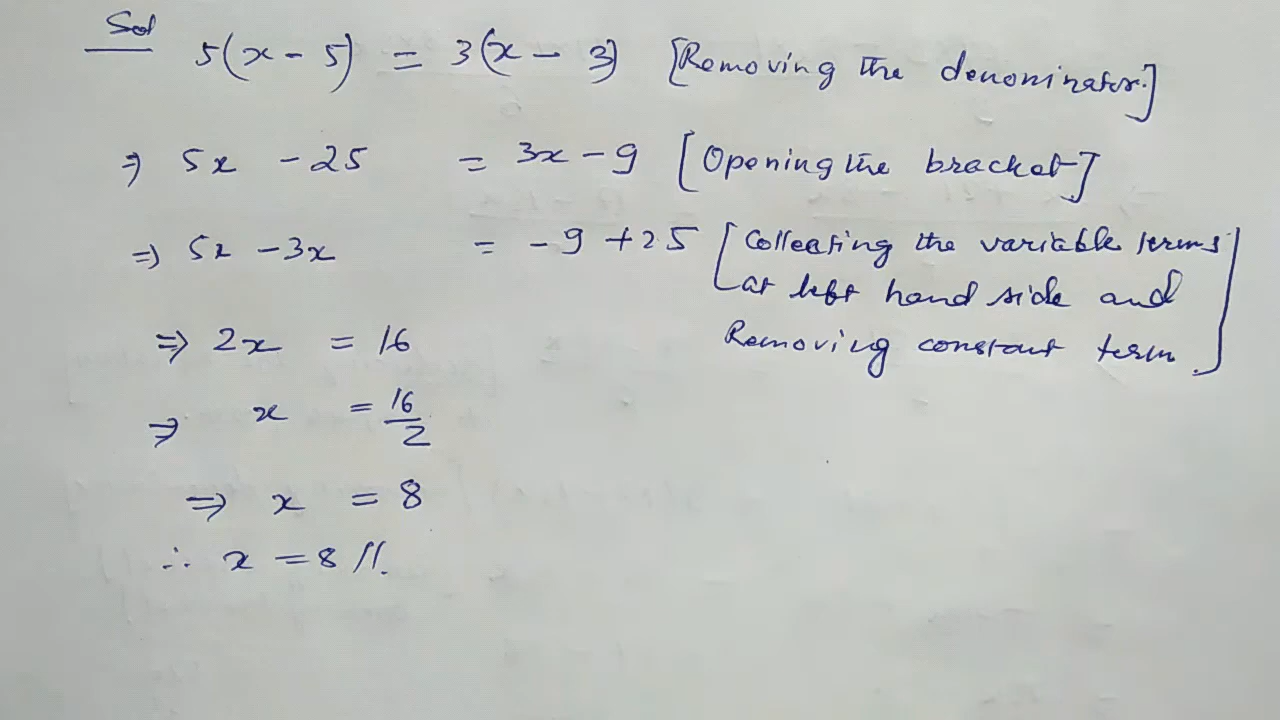 Sol
5(x - 5) = 3(x - 3) [Removing the denominator.]
⇒ 5x - 25 = 3x - 9 [Opening the bracket]
⇒ 5x - 3x = - 9 + 25 [Collecting the variable terms
at left hand side and
⇒ 2x = 16 Removing constant term.]
⇒ x = 16/2
⇒ x = 8
∴ x = 8 //.